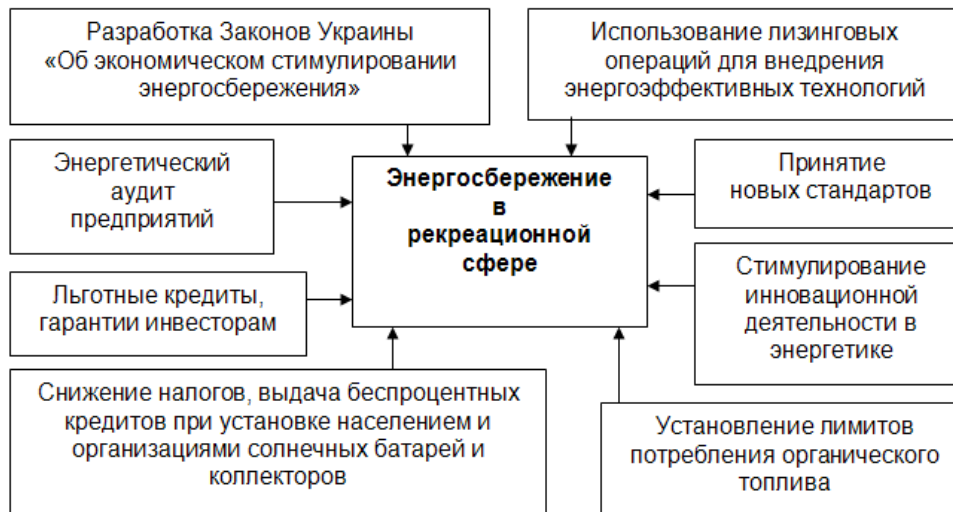 Разработка Законов Украины
«Об экономическом стимулировании
энергосбережения»
Использование лизинговых
операций для внедрения
энергоэффективных технологий
Энергетический
аудит
предприятий
Энергосбережение
в
рекреационной
сфере
Принятие
новых стандартов
Льготные кредиты,
гарантии инвесторам
Стимулирование
инновационной
деятельности в
энергетике
Снижение налогов, выдача беспроцентных
кредитов при установке населением и
организациями солнечных батарей и
коллекторов
Установление лимитов
потребления органического
топлива